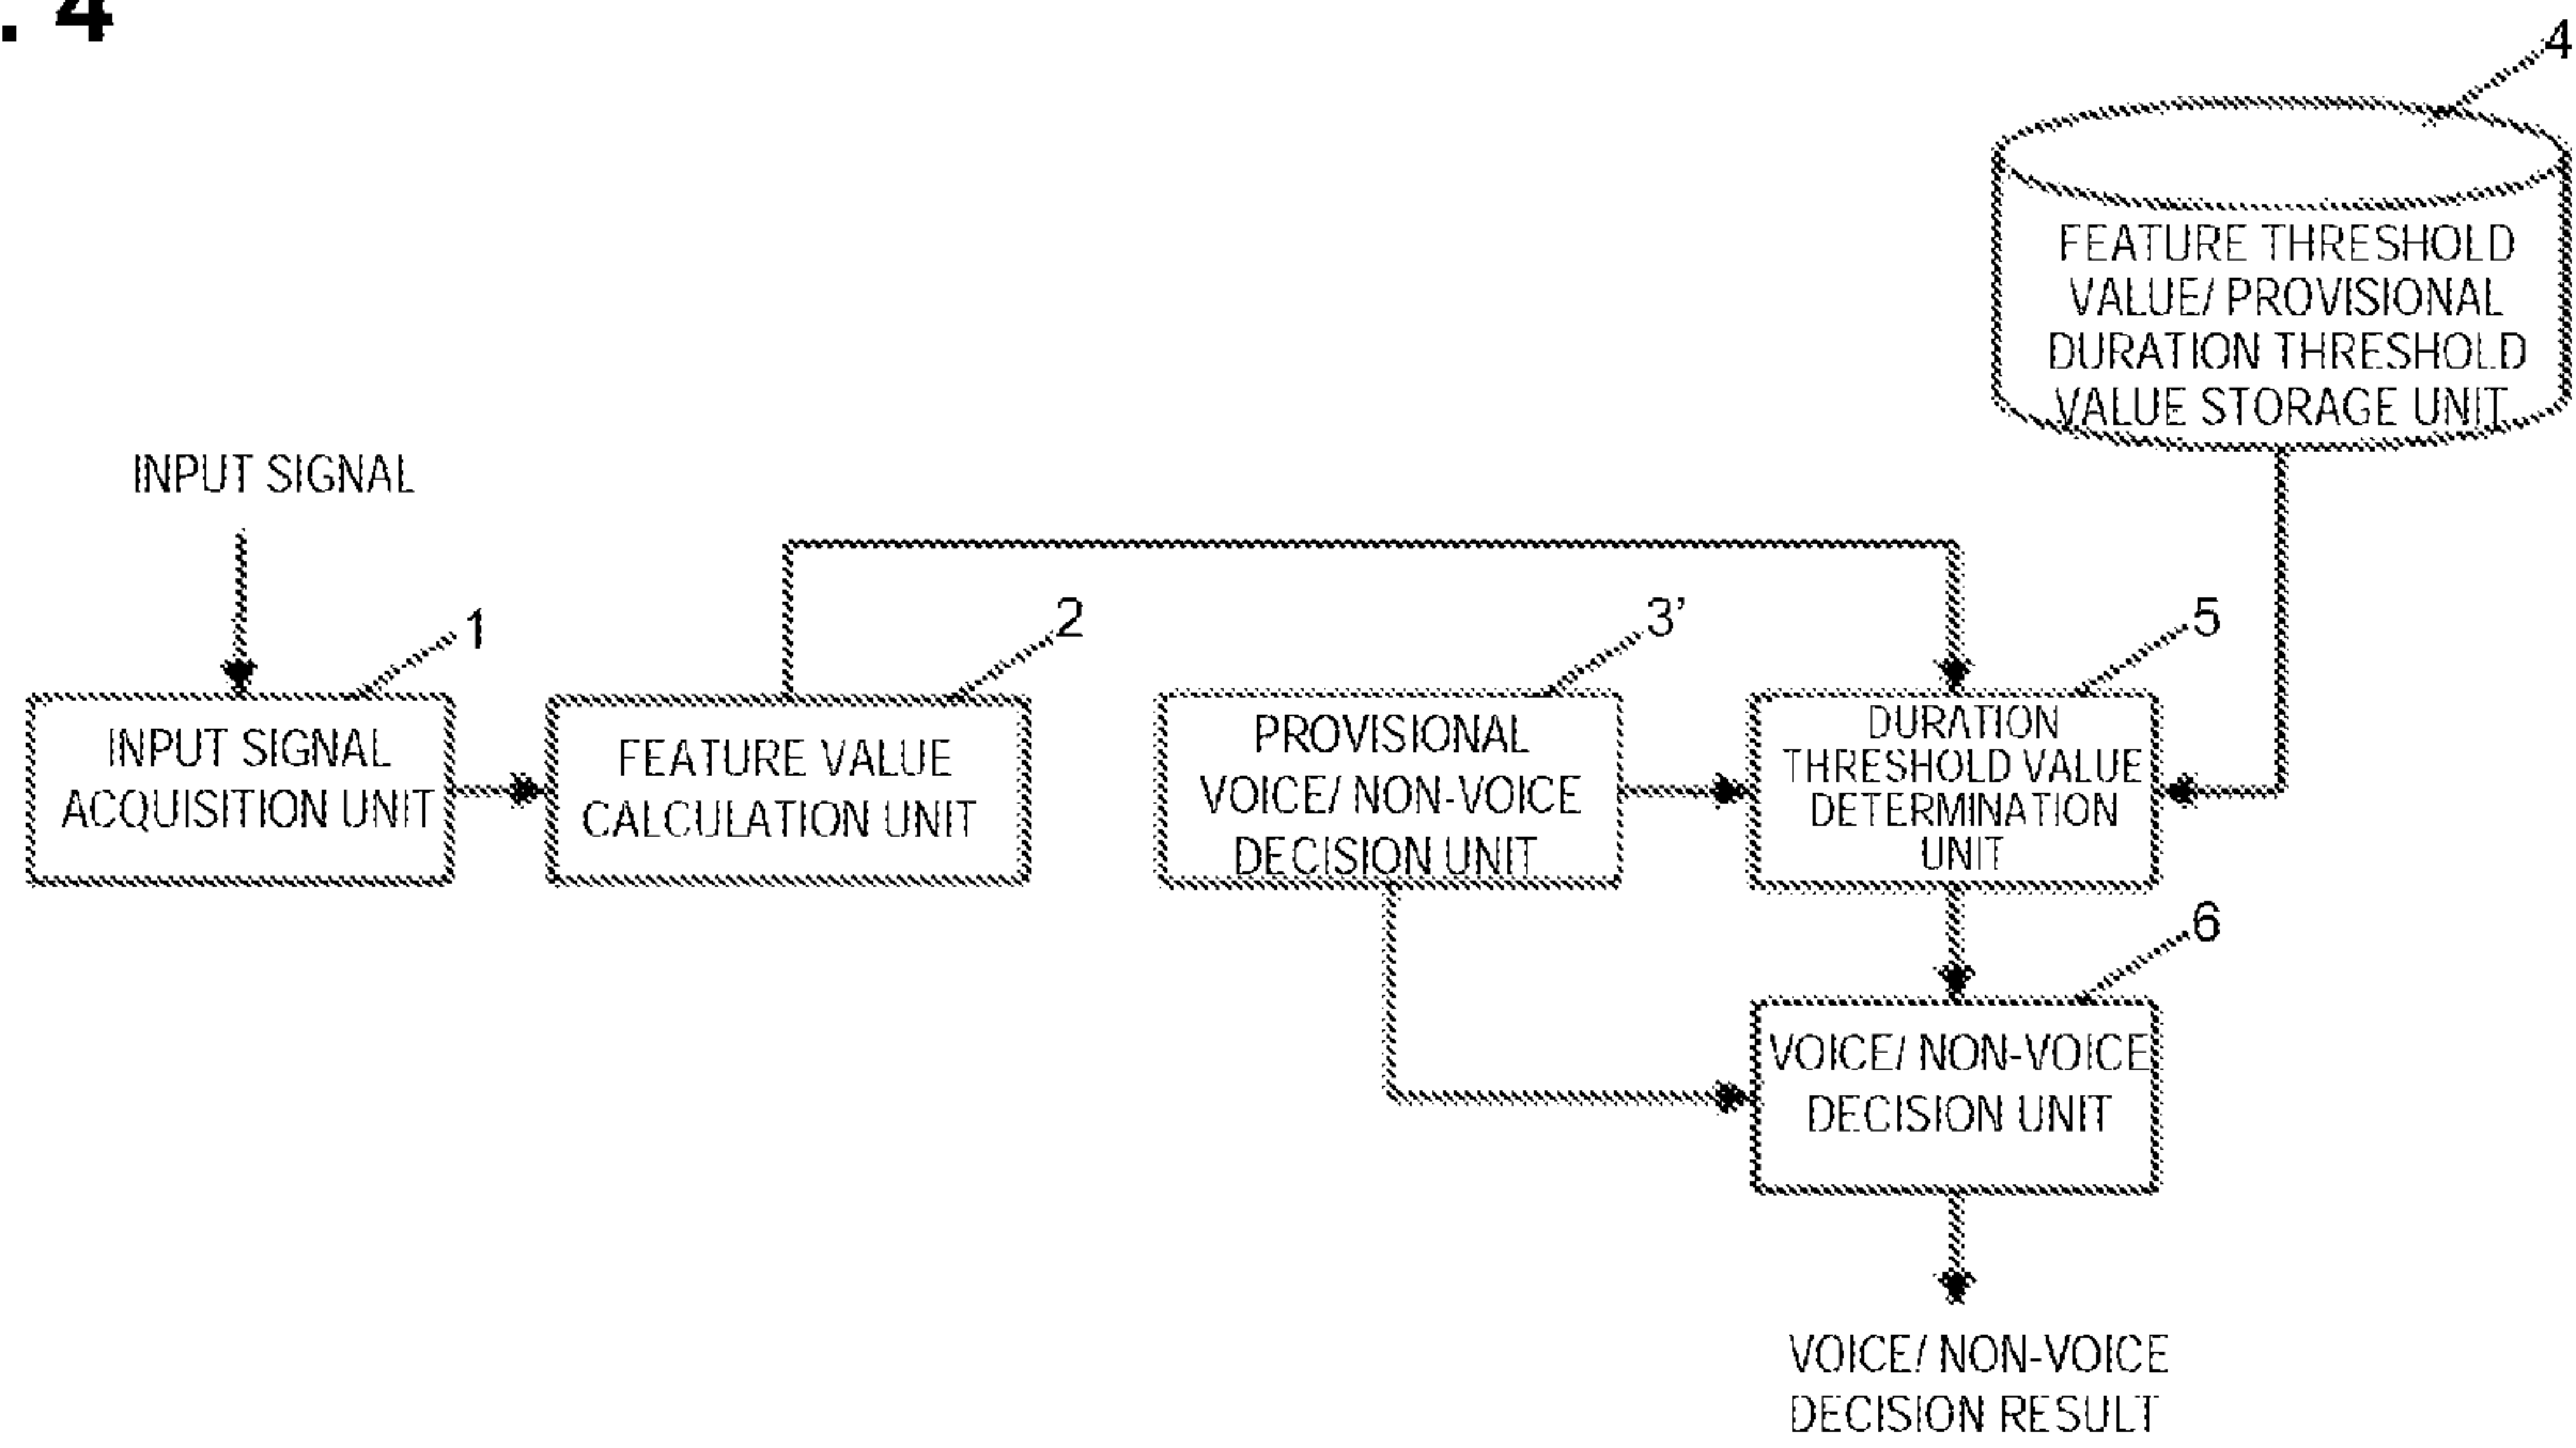 . 4
4
FEATURE THRESHOLD
VALUE/ PROVISIONAL
DURATION THRESHOLD
VALUE STORAGE UNIT
INPUT SIGNAL
1
2
3’
5
INPUT SIGNAL
ACQUISITION UNIT
FEATURE VALUE
CALCULATION UNIT
PROVISIONAL
VOICE/ NON-VOICE
DECISION UNIT
DURATION
THRESHOLD VALUE
DETERMINATION
UNIT
6
VOICE/ NON-VOICE
DECISION UNIT
VOICE/ NON-VOICE
DECISION RESULT